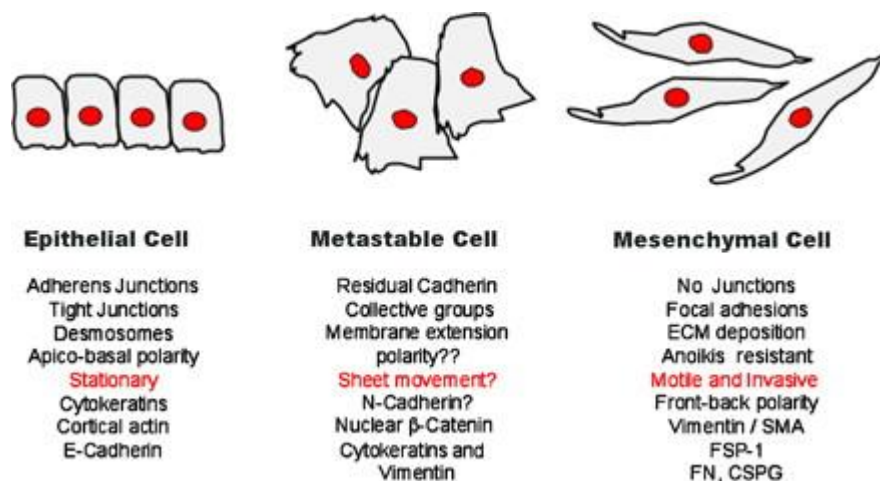 Epithelial Cell
Adherens Junctions
Tight Junctions
Desmosomes
Apico-basal polarity
Stationary
Cytokeratins
Cortical actin
E-Cadherin
Metastable Cell
Residual Cadherin
Collective groups
Membrane extension
polarity??
Sheet movement?
N-Cadherin?
Nuclear β-Catenin
Cytokeratins and
Vimentin
Mesenchymal Cell
No Junctions
Focal adhesions
ECM deposition
Anoikis resistant
Motile and Invasive
Front-back polarity
Vimentin / SMA
FSP-1
FN, CSPG